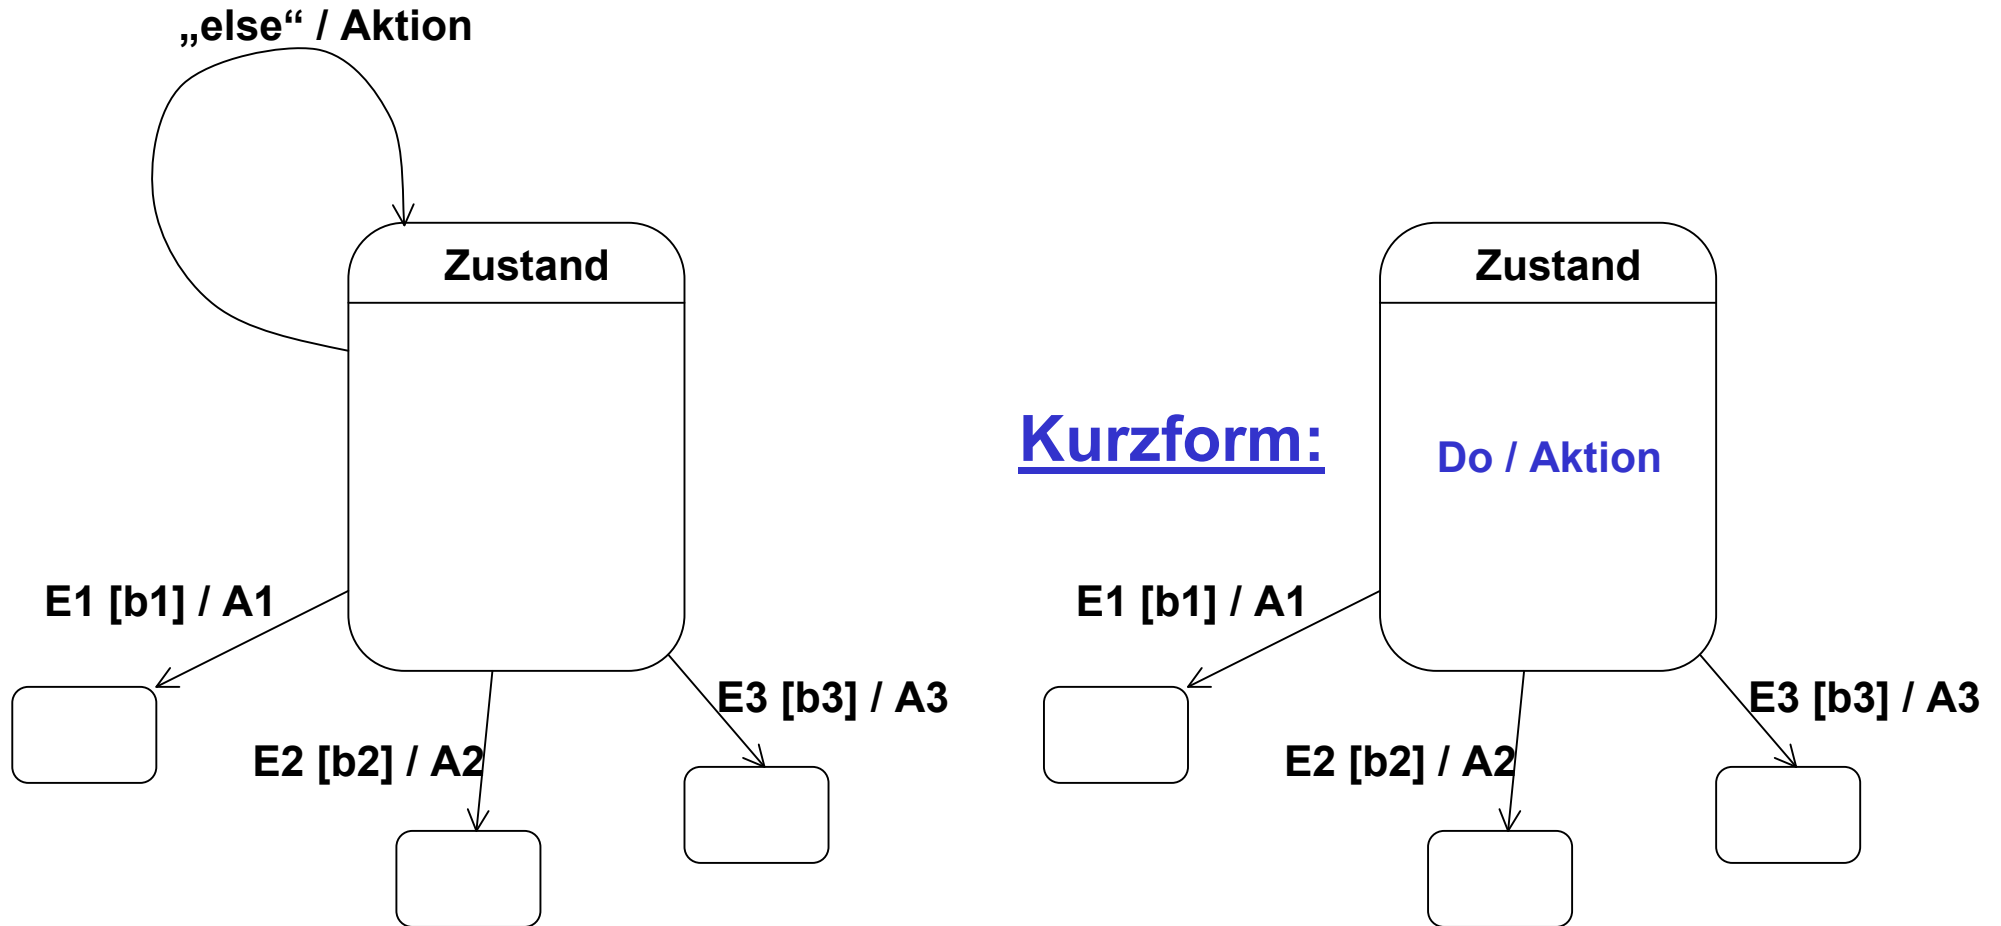 „else“ / Aktion
Zustand
E1 [b1] / A1
E2 [b2] / A2
E3 [b3] / A3
Kurzform:
Zustand
Do / Aktion
E1 [b1] / A1
E2 [b2] / A2
E3 [b3] / A3